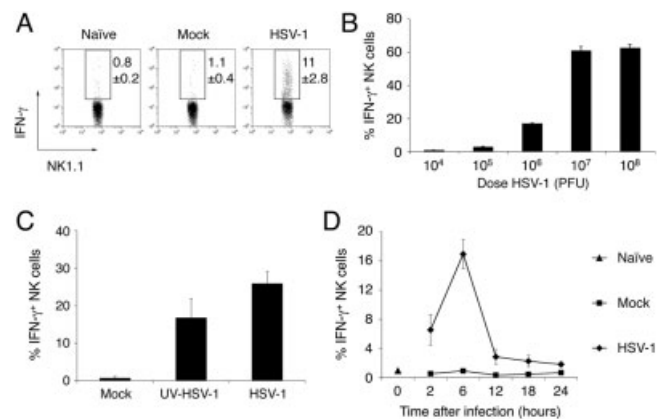 A
Naïve
Mock
HSV-1
0.8
±0.2
1.1
±0.4
11
±2.8
IFN-γ
NK1.1
B
% IFN-γ⁺ NK cells
80
60
40
20
0
10⁴ 10⁵ 10⁶ 10⁷ 10⁸
Dose HSV-1 (PFU)
C
% IFN-γ⁺ NK cells
40
30
20
10
0
Mock UV-HSV-1 HSV-1
D
% IFN-γ⁺ NK cells
20
16
12
8
4
0
0 2 6 12 18 24
Time after infection (hours)
Naïve
Mock
HSV-1